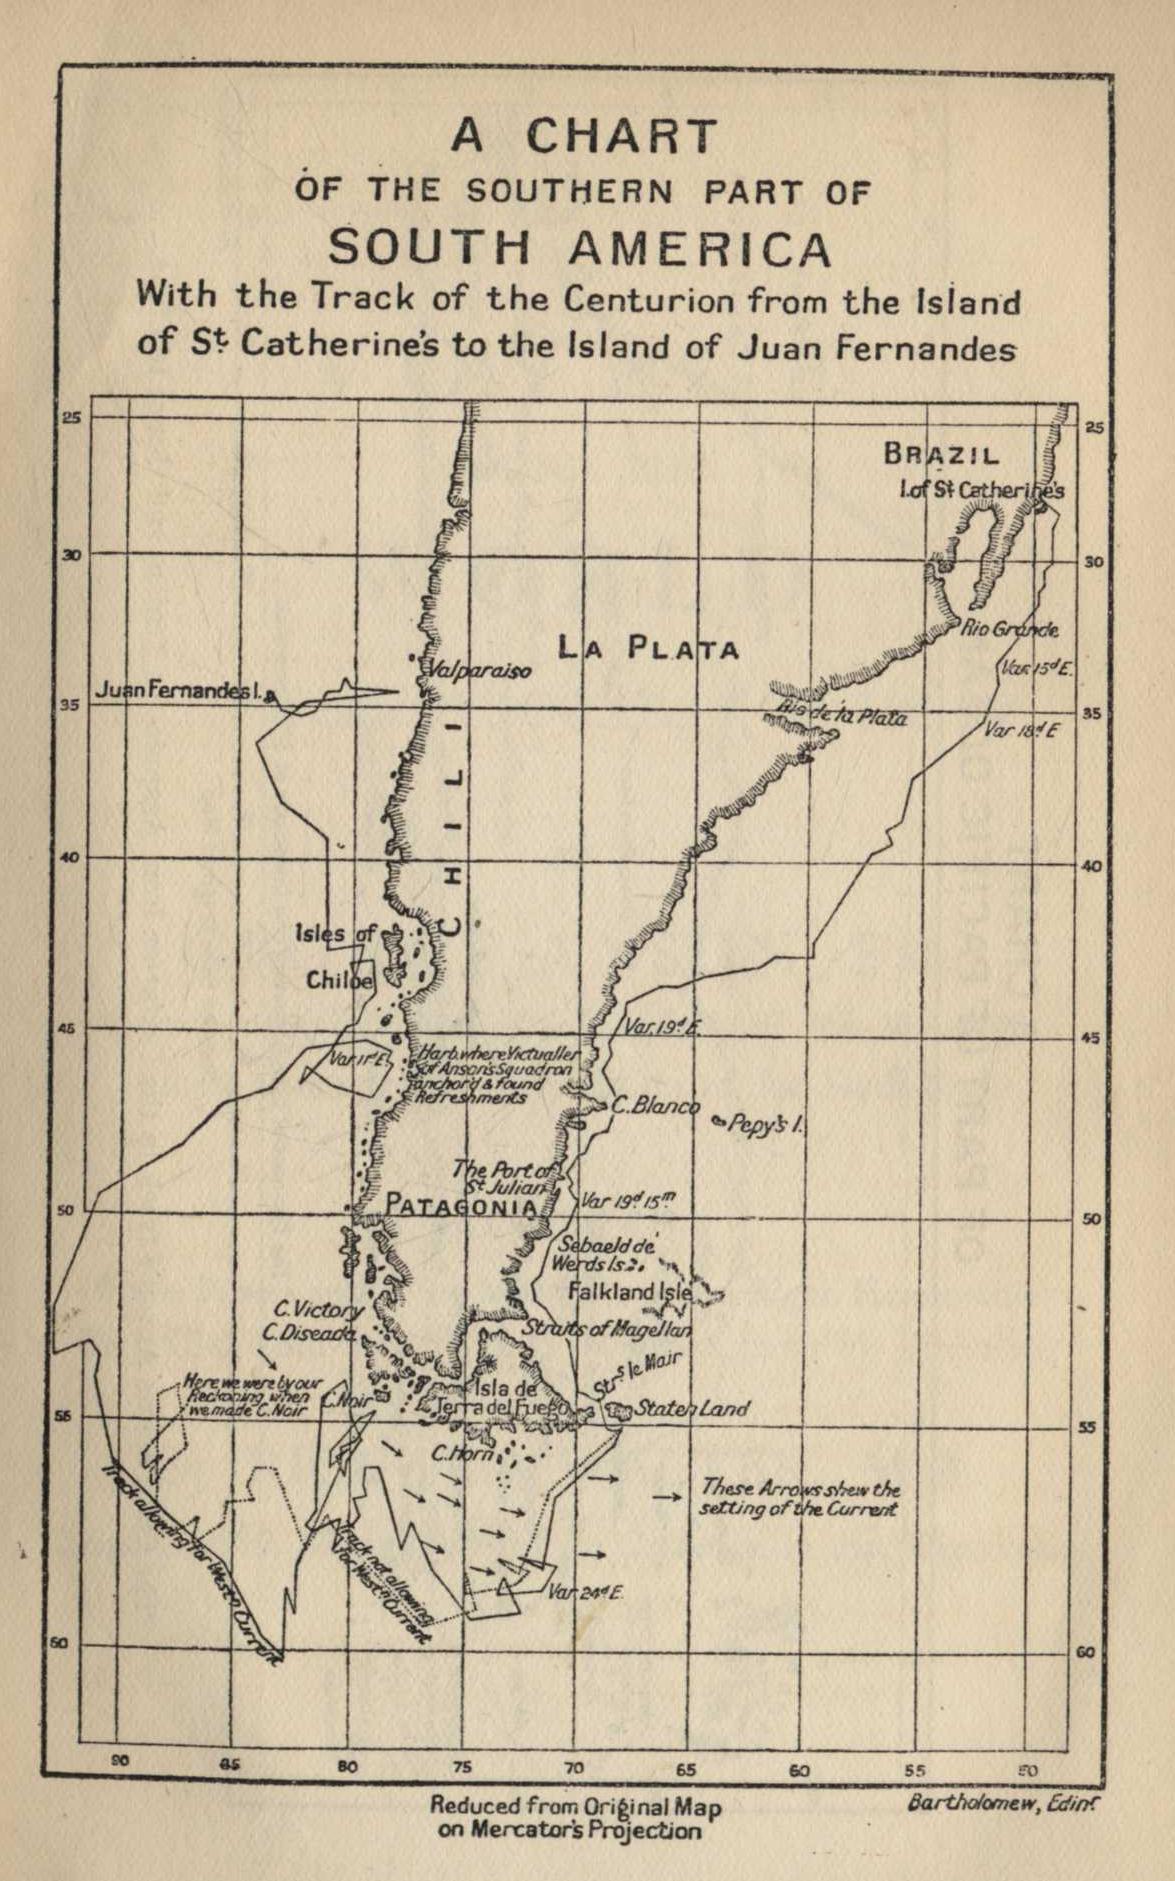 A CHART
OF THE SOUTHERN PART OF
SOUTH AMERICA
With the Track of the Centurion from the Island
of St Catherine's to the Island of Juan Fernandes
25
25
BRAZIL
I. of St Catherine's
30
30
Rio Grande
LA PLATA
Valparaiso
Var. 15d E.
Juan Fernandes I.
35
35
Rio de la Plata
Var 18d E
CHILI
40
40
Isles of
Chiloe
45
45
Var. 19d E.
Var 11d E
Harb. where Victualler
of Anson's Squadron
anchor'd & found
Refreshments
C. Blanco
Pepy's I.
The Port of
St Julian
PATAGONIA
Var 19d 15m
50
50
Sebaeld de
Werds Is.
Falkland Isle
C. Victory
C. Diseada
Straits of Magellan
Strs le Mair
Here we were by our
Reckoning when
we made C. Noir
C. Noir
Isla de
Terra del Fuego
Staten Land
55
55
C. Horn
These Arrows shew the
setting of the Current
Track allowing for West'n Current
Track not allowing
for West'n Current
Var 24d E.
60
60
90
85
80
75
70
65
60
55
50
Reduced from Original Map
on Mercator's Projection
Bartholomew, Edinr